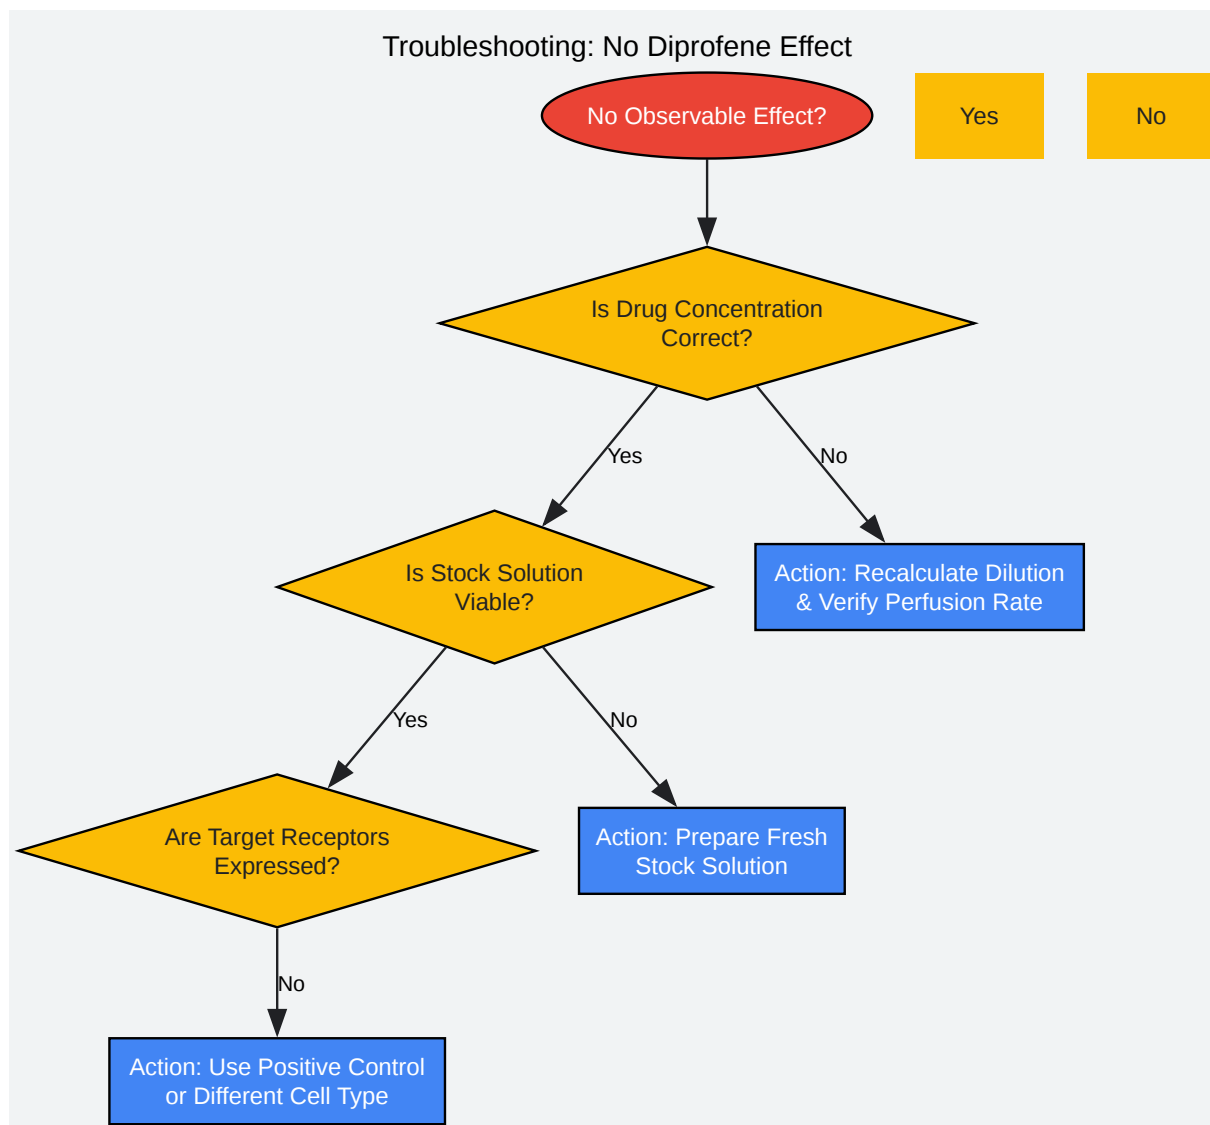 Troubleshooting: No Diprofene Effect
No Observable Effect?
Yes
No
Is Drug Concentration
Correct?
Yes
No
Is Stock Solution
Viable?
Action: Recalculate Dilution
& Verify Perfusion Rate
Yes
No
Are Target Receptors
Expressed?
Action: Prepare Fresh
Stock Solution
No
Action: Use Positive Control
or Different Cell Type